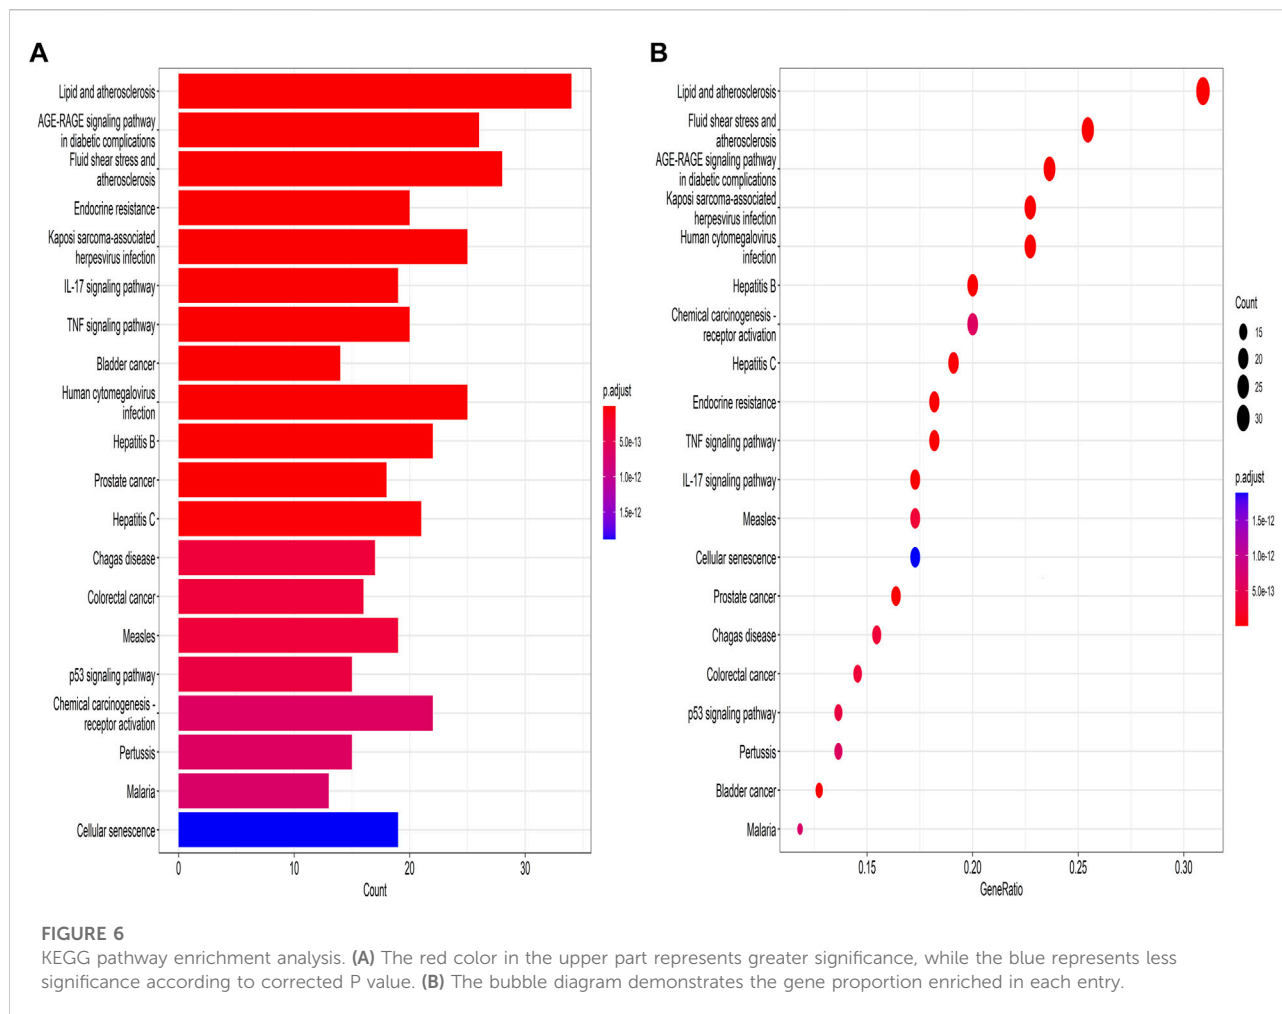 A
Lipid and atherosclerosis
AGE-RAGE signaling pathway
in diabetic complications
Fluid shear stress and
atherosclerosis
Endocrine resistance
Kaposi sarcoma-associated
herpesvirus infection
IL-17 signaling pathway
TNF signaling pathway
Bladder cancer
Human cytomegalovirus
infection
Hepatitis B
Prostate cancer
Hepatitis C
Chagas disease
Colorectal cancer
Measles
p53 signaling pathway
Chemical carcinogenesis -
receptor activation
Pertussis
Malaria
Cellular senescence
0 10 20 30
Count
p.adjust
5.0e-13
1.0e-12
1.5e-12
B
Lipid and atherosclerosis
Fluid shear stress and
atherosclerosis
AGE-RAGE signaling pathway
in diabetic complications
Kaposi sarcoma-associated
herpesvirus infection
Human cytomegalovirus
infection
Hepatitis B
Chemical carcinogenesis -
receptor activation
Hepatitis C
Endocrine resistance
TNF signaling pathway
IL-17 signaling pathway
Measles
Cellular senescence
Prostate cancer
Chagas disease
Colorectal cancer
p53 signaling pathway
Pertussis
Bladder cancer
Malaria
0.15 0.20 0.25 0.30
GeneRatio
Count
15
20
25
30
p.adjust
1.5e-12
1.0e-12
5.0e-13
FIGURE 6
KEGG pathway enrichment analysis. (A) The red color in the upper part represents greater significance, while the blue represents less
significance according to corrected P value. (B) The bubble diagram demonstrates the gene proportion enriched in each entry.